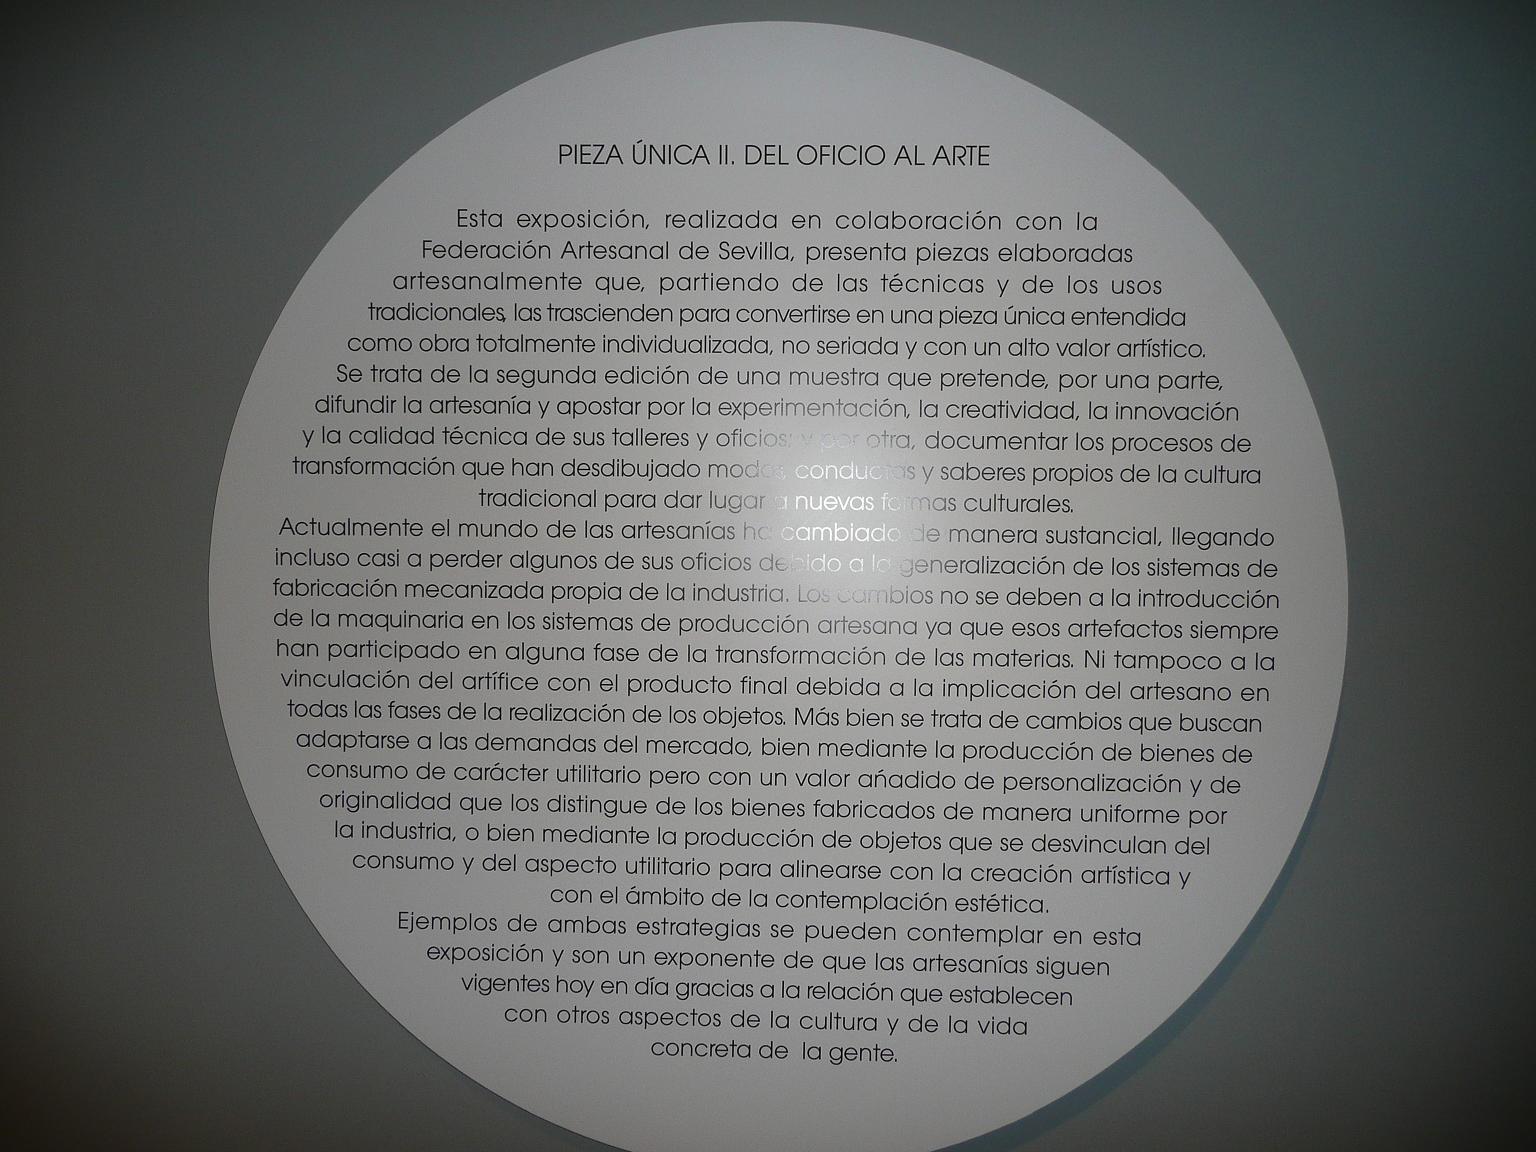 PIEZA ÚNICA II. DEL OFICIO AL ARTE
Esta exposición, realizada en colaboración con la
Federación Artesanal de Sevilla, presenta piezas elaboradas
artesanalmente que, partiendo de las técnicas y de los usos
tradicionales, las trascienden para convertirse en una pieza única entendida
como obra totalmente individualizada, no seriada y con un alto valor artístico.
Se trata de la segunda edición de una muestra que pretende, por una parte,
difundir la artesanía y apostar por la experimentación, la creatividad, la innovación
y la calidad técnica de sus talleres y oficios; y por otra, documentar los procesos de
transformación que han desdibujado modos, conductas y saberes propios de la cultura
tradicional para dar lugar a nuevas formas culturales.
Actualmente el mundo de las artesanías ha cambiado de manera sustancial, llegando
incluso casi a perder algunos de sus oficios debido a la generalización de los sistemas de
fabricación mecanizada propia de la industria. Los cambios no se deben a la introducción
de la maquinaria en los sistemas de producción artesana ya que esos artefactos siempre
han participado en alguna fase de la transformación de las materias. Ni tampoco a la
vinculación del artífice con el producto final debida a la implicación del artesano en
todas las fases de la realización de los objetos. Más bien se trata de cambios que buscan
adaptarse a las demandas del mercado, bien mediante la producción de bienes de
consumo de carácter utilitario pero con un valor añadido de personalización y de
originalidad que los distingue de los bienes fabricados de manera uniforme por
la industria, o bien mediante la producción de objetos que se desvinculan del
consumo y del aspecto utilitario para alinearse con la creación artística y
con el ámbito de la contemplación estética.
Ejemplos de ambas estrategias se pueden contemplar en esta
exposición y son un exponente de que las artesanías siguen
vigentes hoy en día gracias a la relación que establecen
con otros aspectos de la cultura y de la vida
concreta de la gente.